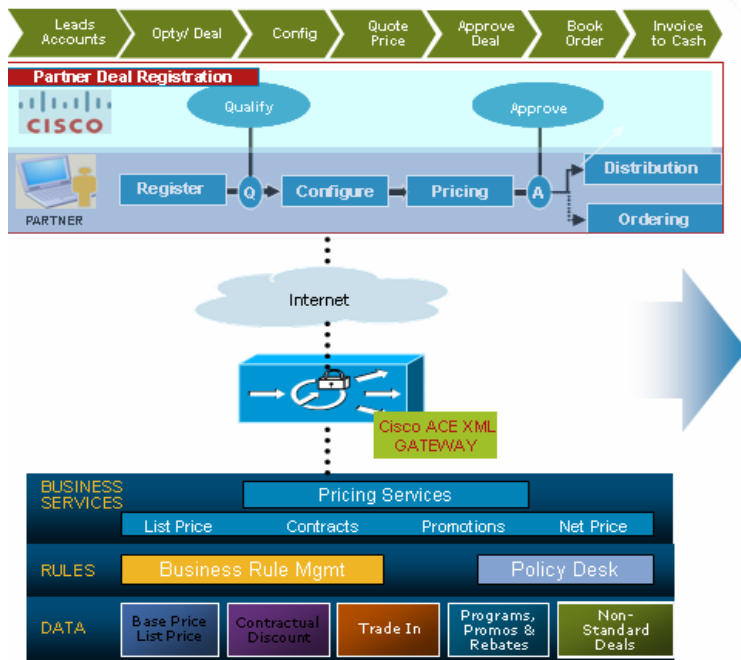 Leads
Accounts
Opty/ Deal
Config
Quote
Price
Approve
Deal
Book
Order
Invoice
to Cash
Partner Deal Registration
CISCO
Qualify
Approve
PARTNER
Register
Q
Configure
Pricing
A
Distribution
Ordering
Internet
Cisco ACE XML
GATEWAY
BUSINESS
SERVICES
Pricing Services
List Price
Contracts
Promotions
Net Price
RULES
Business Rule Mgmt
Policy Desk
DATA
Base Price
List Price
Contractual
Discount
Trade In
Programs,
Promos &
Rebates
Non-
Standard
Deals